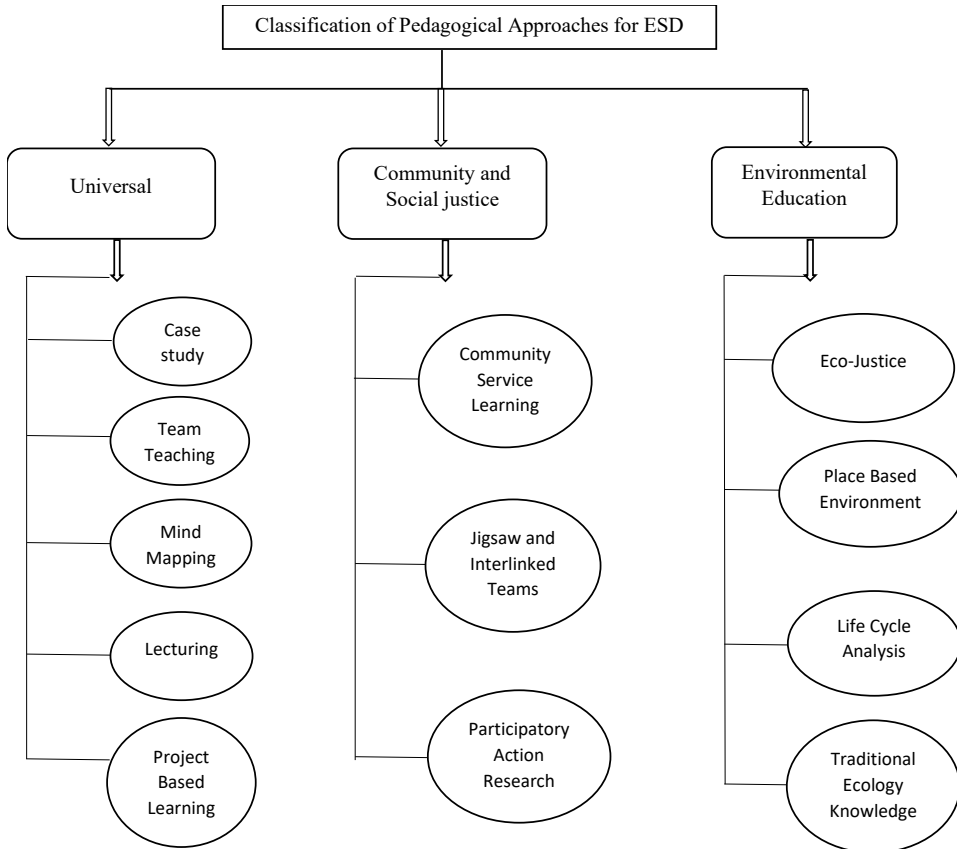 Classification of Pedagogical Approaches for ESD
Universal
Community and
Social justice
Environmental
Education
Case
study
Team
Teaching
Mind
Mapping
Lecturing
Project
Based
Learning
Community
Service
Learning
Jigsaw and
Interlinked
Teams
Participatory
Action
Research
Eco-Justice
Place Based
Environment
Life Cycle
Analysis
Traditional
Ecology
Knowledge